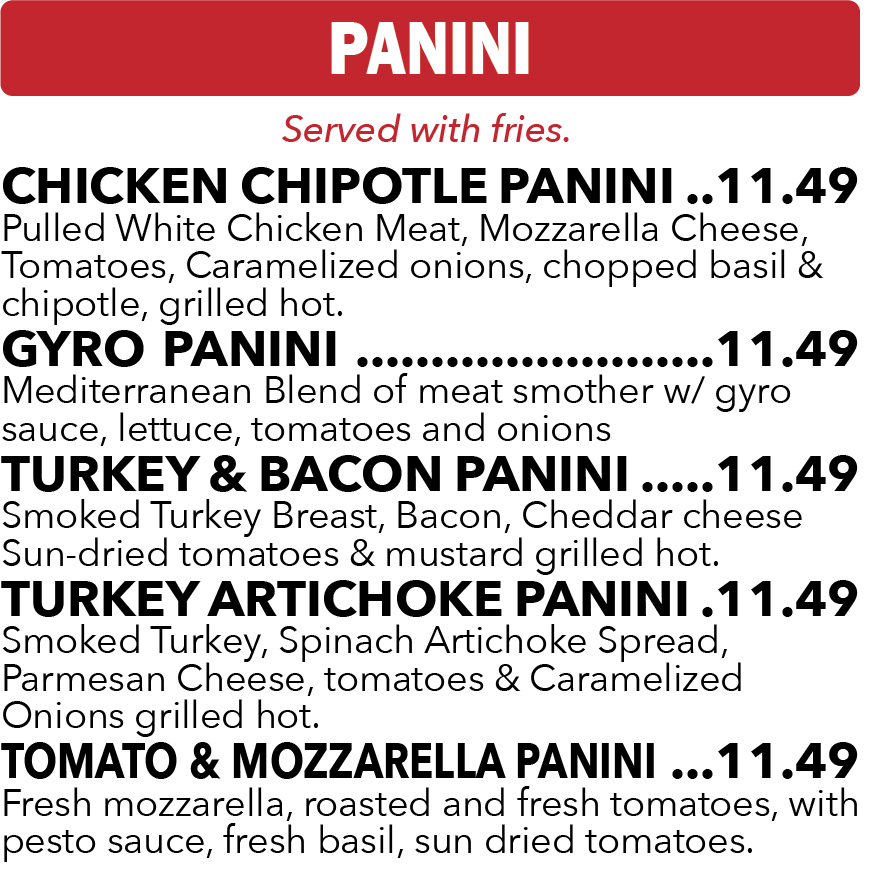 PANINI
Served with fries.
CHICKEN CHIPOTLE PANINI ..11.49
Pulled White Chicken Meat, Mozzarella Cheese,
Tomatoes, Caramelized onions, chopped basil &
chipotle, grilled hot.
GYRO PANINI ........................11.49
Mediterranean Blend of meat smother w/ gyro
sauce, lettuce, tomatoes and onions
TURKEY & BACON PANINI .....11.49
Smoked Turkey Breast, Bacon, Cheddar cheese
Sun-dried tomatoes & mustard grilled hot.
TURKEY ARTICHOKE PANINI .11.49
Smoked Turkey, Spinach Artichoke Spread,
Parmesan Cheese, tomatoes & Caramelized
Onions grilled hot.
TOMATO & MOZZARELLA PANINI ...11.49
Fresh mozzarella, roasted and fresh tomatoes, with
pesto sauce, fresh basil, sun dried tomatoes.